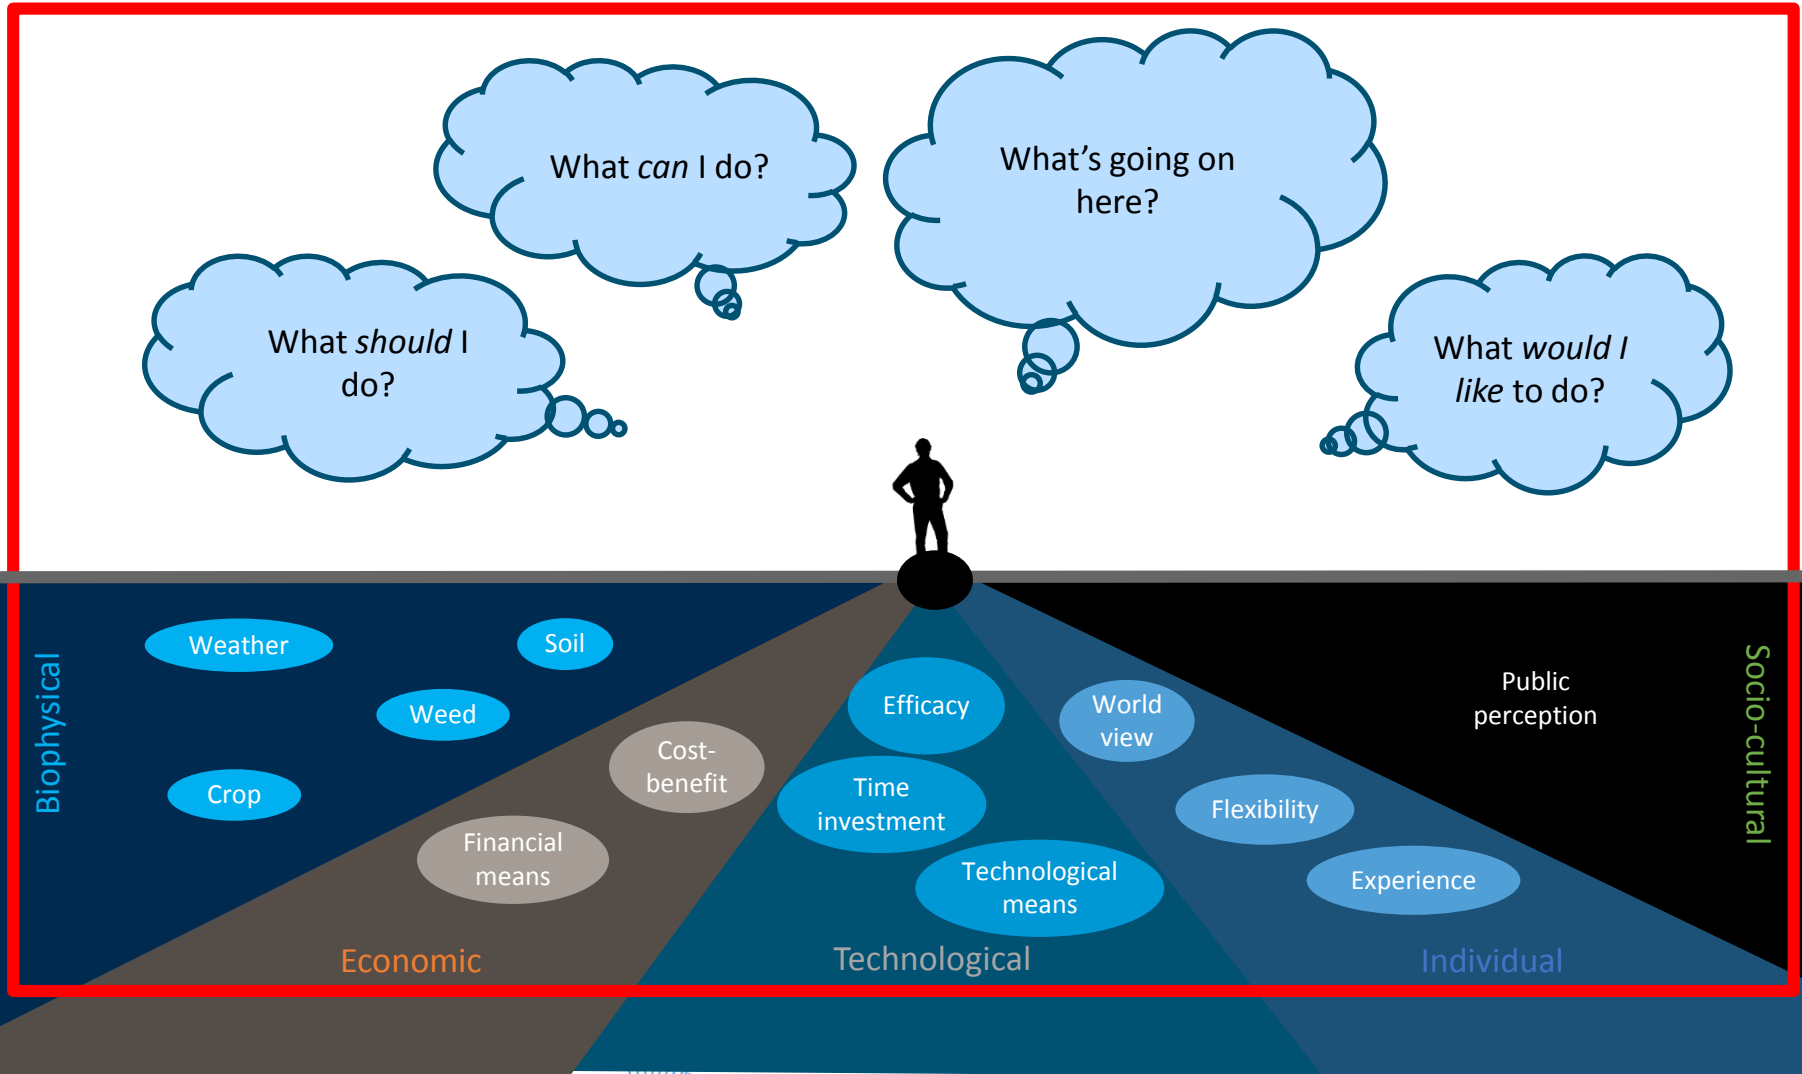 What can I do?
What's going on
here?
What should I
do?
What would I
like to do?
Biophysical
Weather
Soil
Weed
Crop
Economic
Cost-
benefit
Financial
means
Technological
Efficacy
Time
investment
Technological
means
Individual
World
view
Flexibility
Experience
Socio-cultural
Public
perception